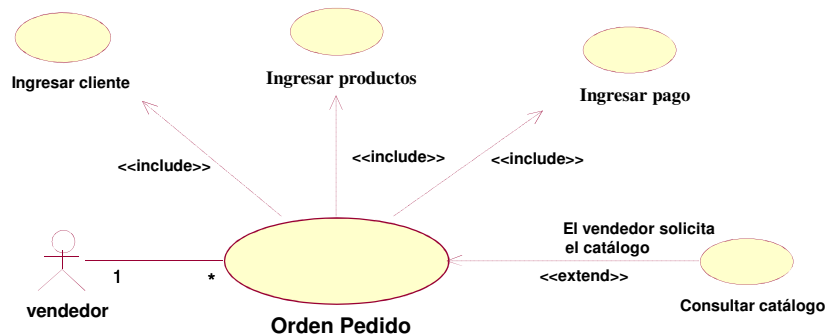 Ingresar cliente
Ingresar productos
Ingresar pago
<<include>>
<<include>>
<<include>>
El vendedor solicita
el catálogo
<<extend>>
1
*
vendedor
Orden Pedido
Consultar catálogo